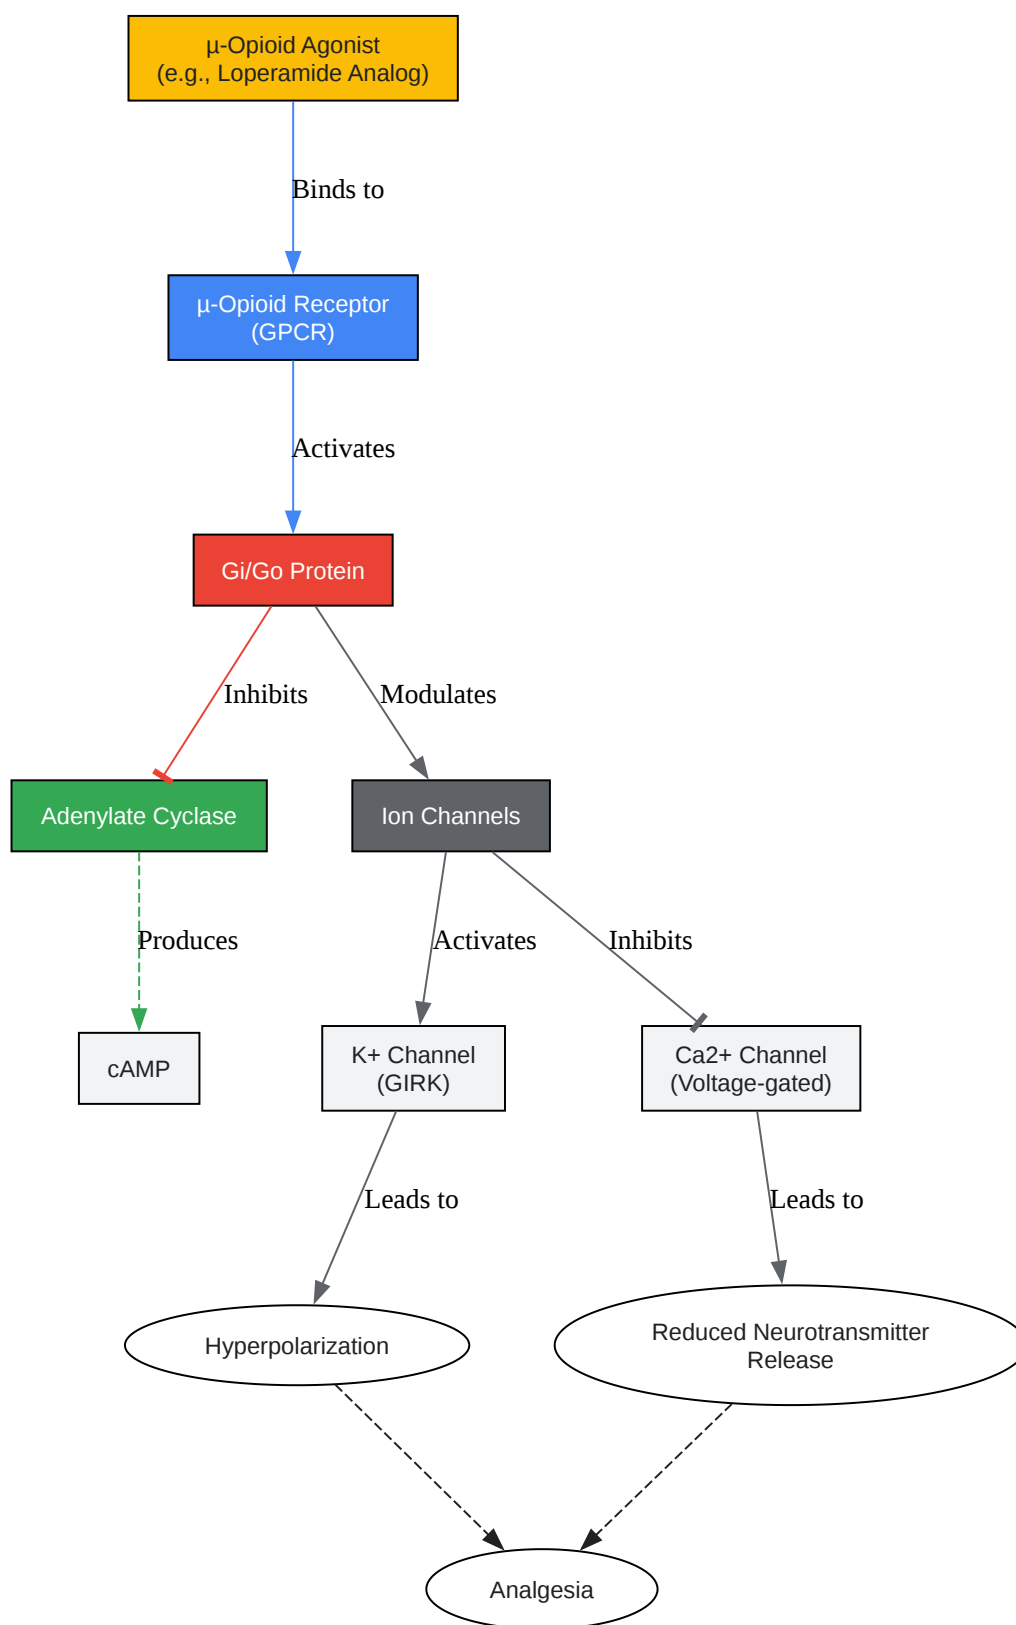 µ-Opioid Agonist
(e.g., Loperamide Analog)
Binds to
µ-Opioid Receptor
(GPCR)
Activates
Gi/Go Protein
Inhibits
Modulates
Adenylate Cyclase
Ion Channels
Produces
Activates
Inhibits
cAMP
K+ Channel
(GIRK)
Ca2+ Channel
(Voltage-gated)
Leads to
Leads to
Hyperpolarization
Reduced Neurotransmitter
Release
Analgesia